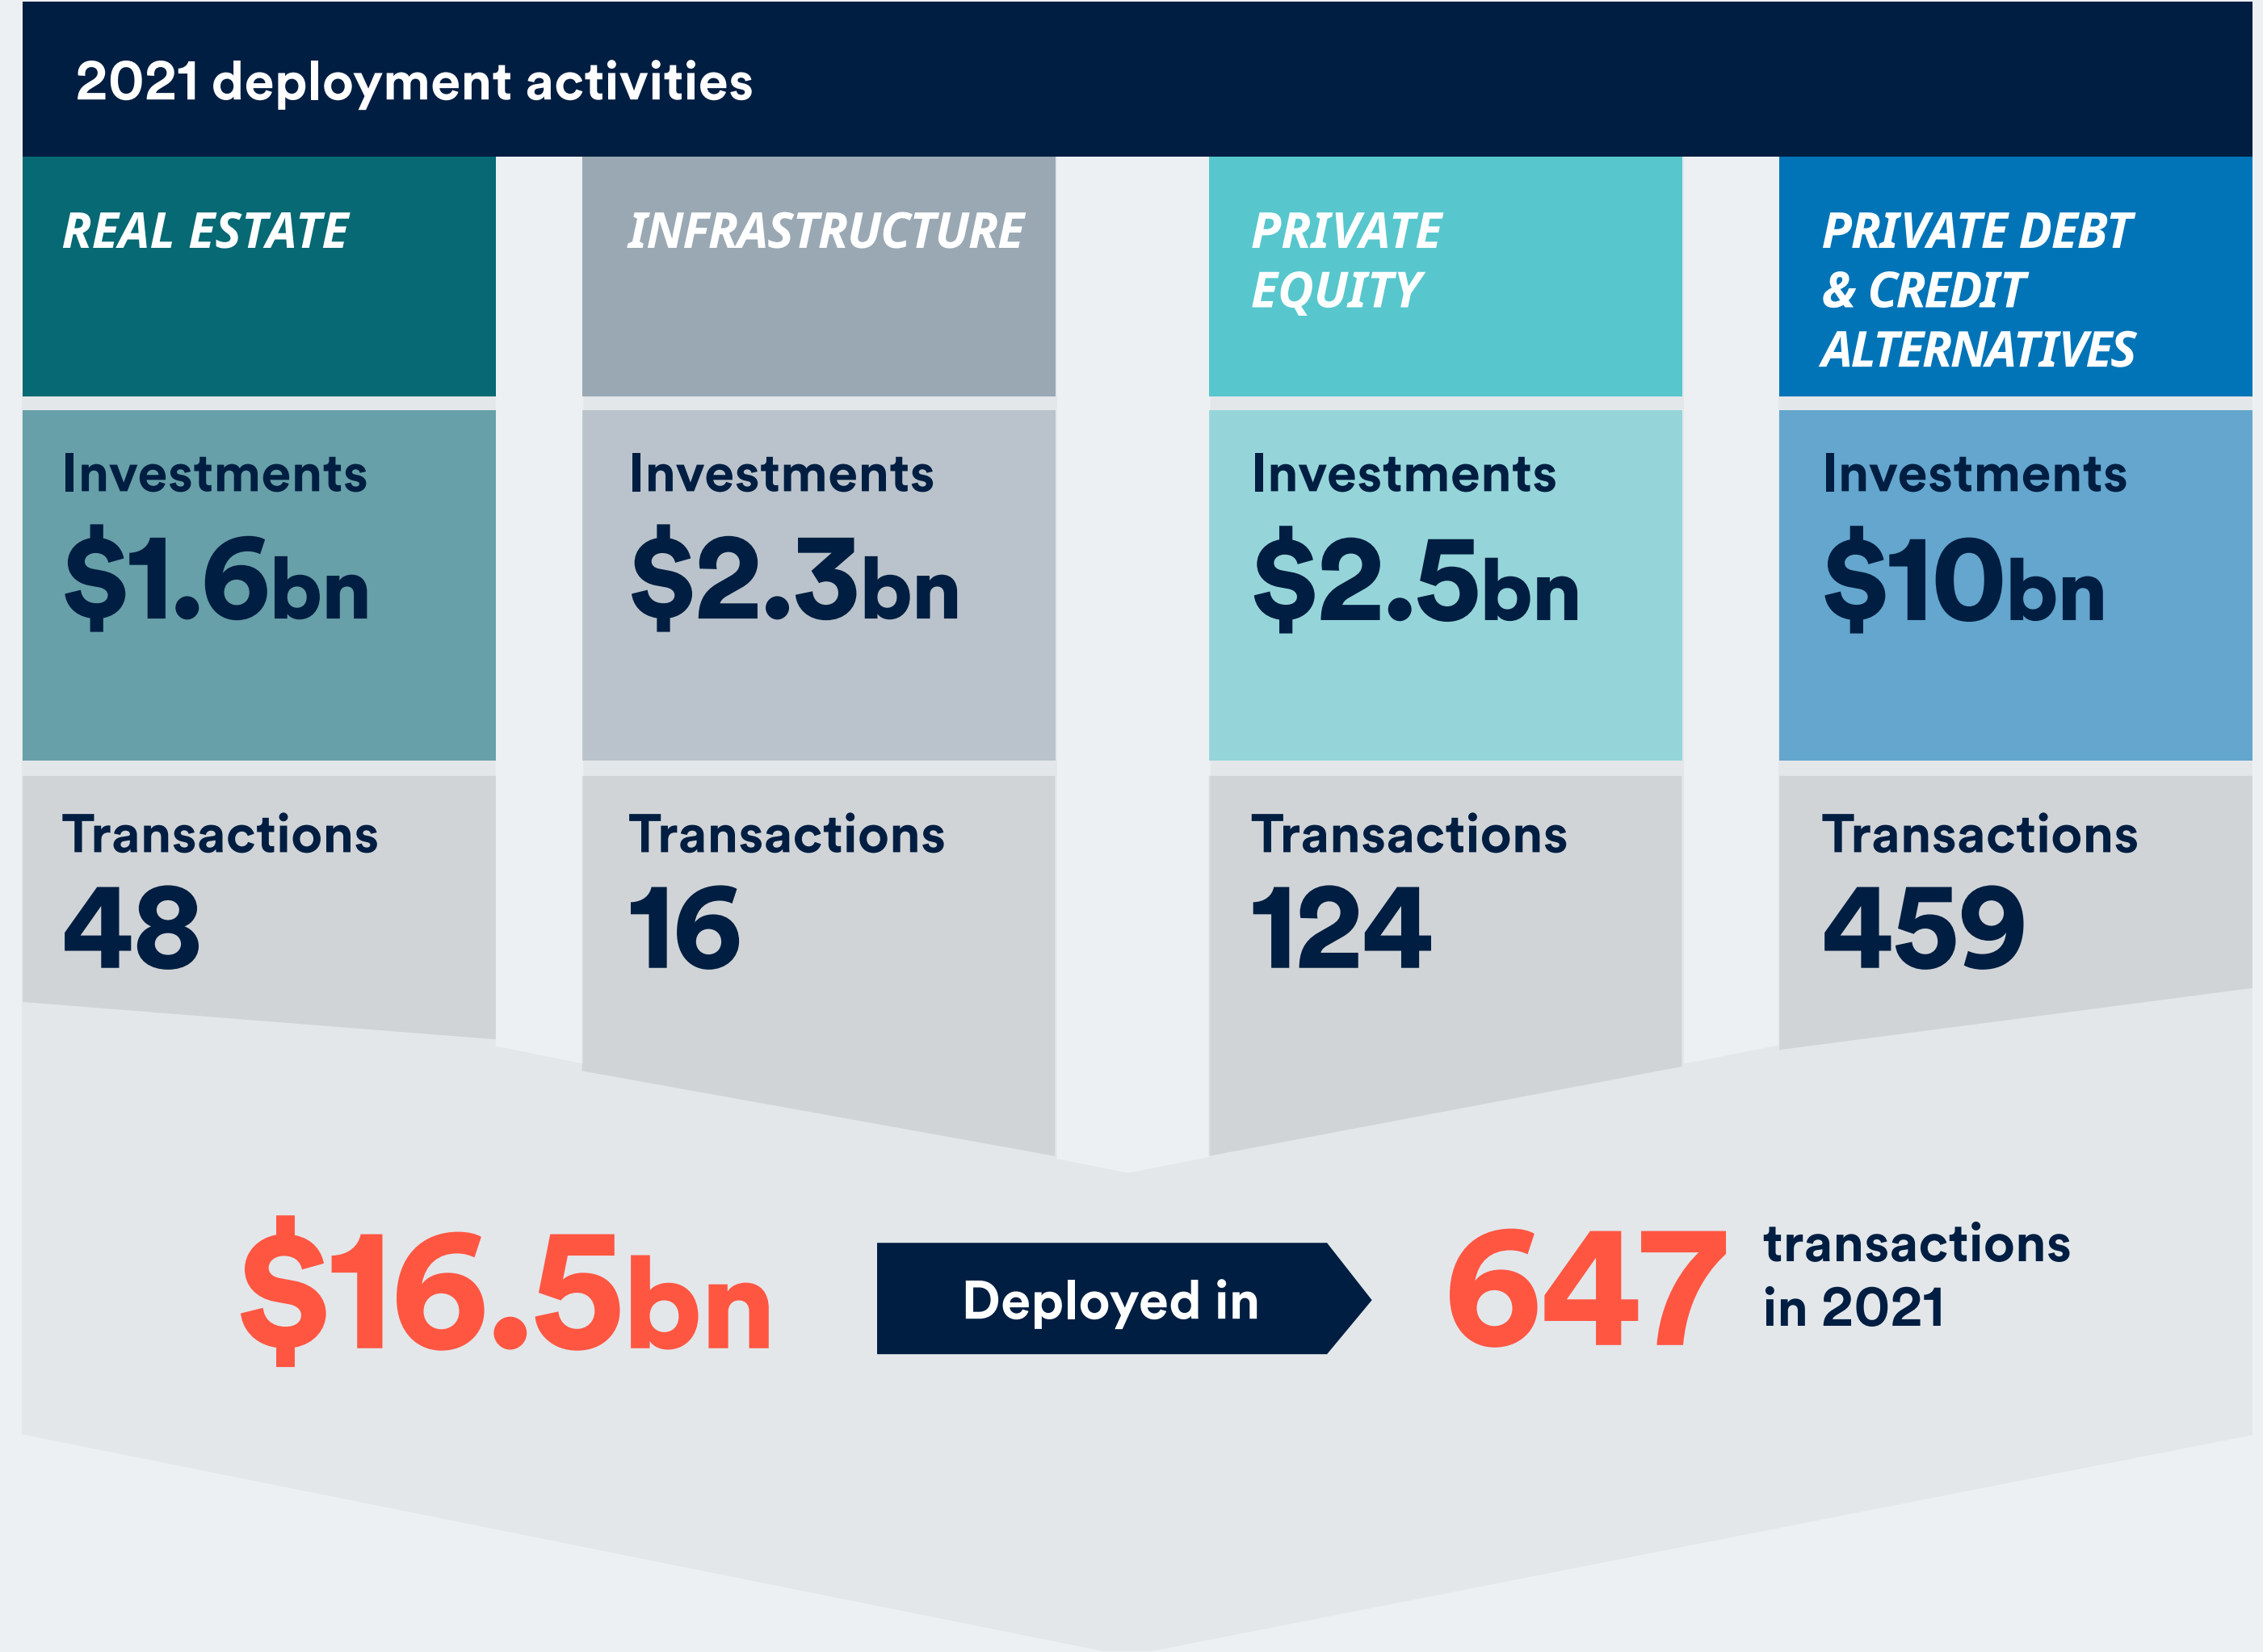 2021 deployment activities
REAL ESTATE
Investments
$1.6bn
Transactions
48
INFRASTRUCTURE
Investments
$2.3bn
Transactions
16
PRIVATE
EQUITY
Investments
$2.5bn
Transactions
124
PRIVATE DEBT
& CREDIT
ALTERNATIVES
Investments
$10bn
Transactions
459
$16.5bn
Deployed in
647
transactions
in 2021